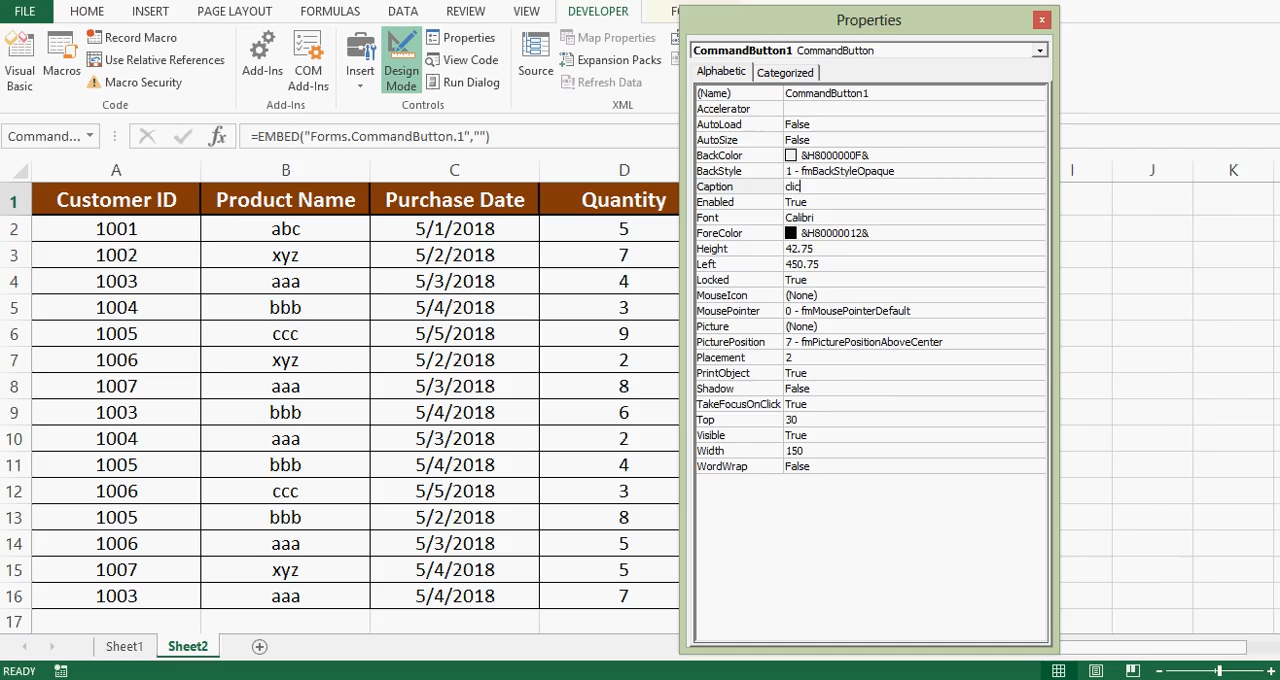 FILE HOME INSERT PAGE LAYOUT FORMULAS DATA REVIEW VIEW DEVELOPER
Visual Basic
Macros
Record Macro
Use Relative References
Macro Security
Code
Add-Ins
COM Add-Ins
Add-Ins
Insert
Design Mode
Properties
View Code
Run Dialog
Controls
Source
Map Properties
Expansion Packs
Refresh Data
XML
Command...
fx
=EMBED("Forms.CommandButton.1","")
A B C D I J K
1 Customer ID Product Name Purchase Date Quantity
2 1001 abc 5/1/2018 5
3 1002 xyz 5/2/2018 7
4 1003 aaa 5/3/2018 4
5 1004 bbb 5/4/2018 3
6 1005 ccc 5/5/2018 9
7 1006 xyz 5/2/2018 2
8 1007 aaa 5/3/2018 8
9 1003 bbb 5/4/2018 6
10 1004 aaa 5/3/2018 2
11 1005 bbb 5/4/2018 4
12 1006 ccc 5/5/2018 3
13 1005 bbb 5/2/2018 8
14 1006 aaa 5/3/2018 5
15 1007 xyz 5/4/2018 5
16 1003 aaa 5/4/2018 7
17
Sheet1 Sheet2
READY
Properties
x
CommandButton1 CommandButton
Alphabetic Categorized
(Name) CommandButton1
Accelerator
AutoLoad False
AutoSize False
BackColor &H8000000F&
BackStyle 1 - fmBackStyleOpaque
Caption clic
Enabled True
Font Calibri
ForeColor &H80000012&
Height 42.75
Left 450.75
Locked True
MouseIcon (None)
MousePointer 0 - fmMousePointerDefault
Picture (None)
PicturePosition 7 - fmPicturePositionAboveCenter
Placement 2
PrintObject True
Shadow False
TakeFocusOnClick True
Top 30
Visible True
Width 150
WordWrap False